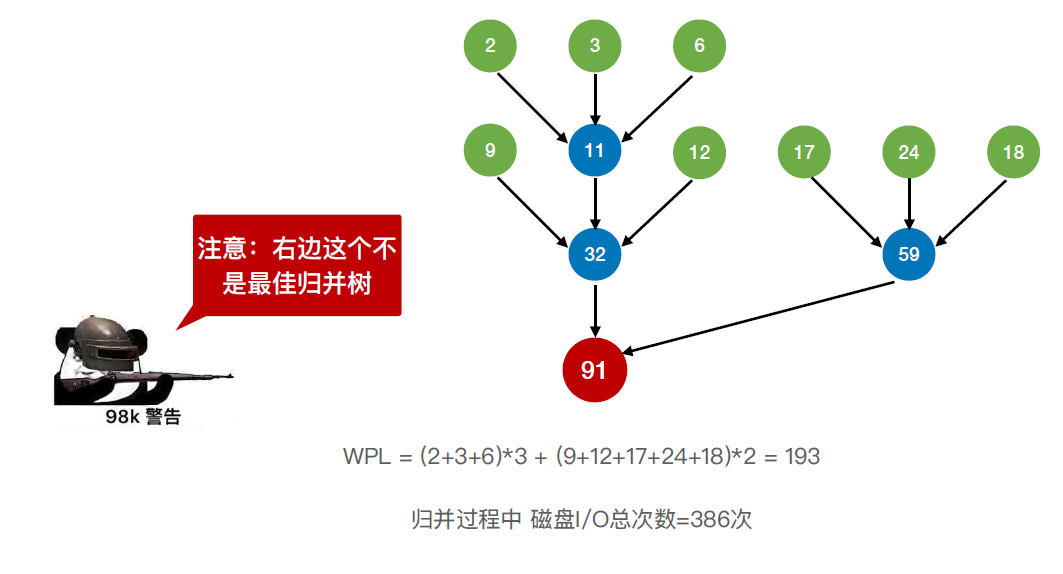 2 3 6
9 11 12 17 24 18
32 59
注意：右边这个不
是最佳归并树
91
98k 警告
WPL = (2+3+6)*3 + (9+12+17+24+18)*2 = 193
归并过程中 磁盘I/O总次数=386次